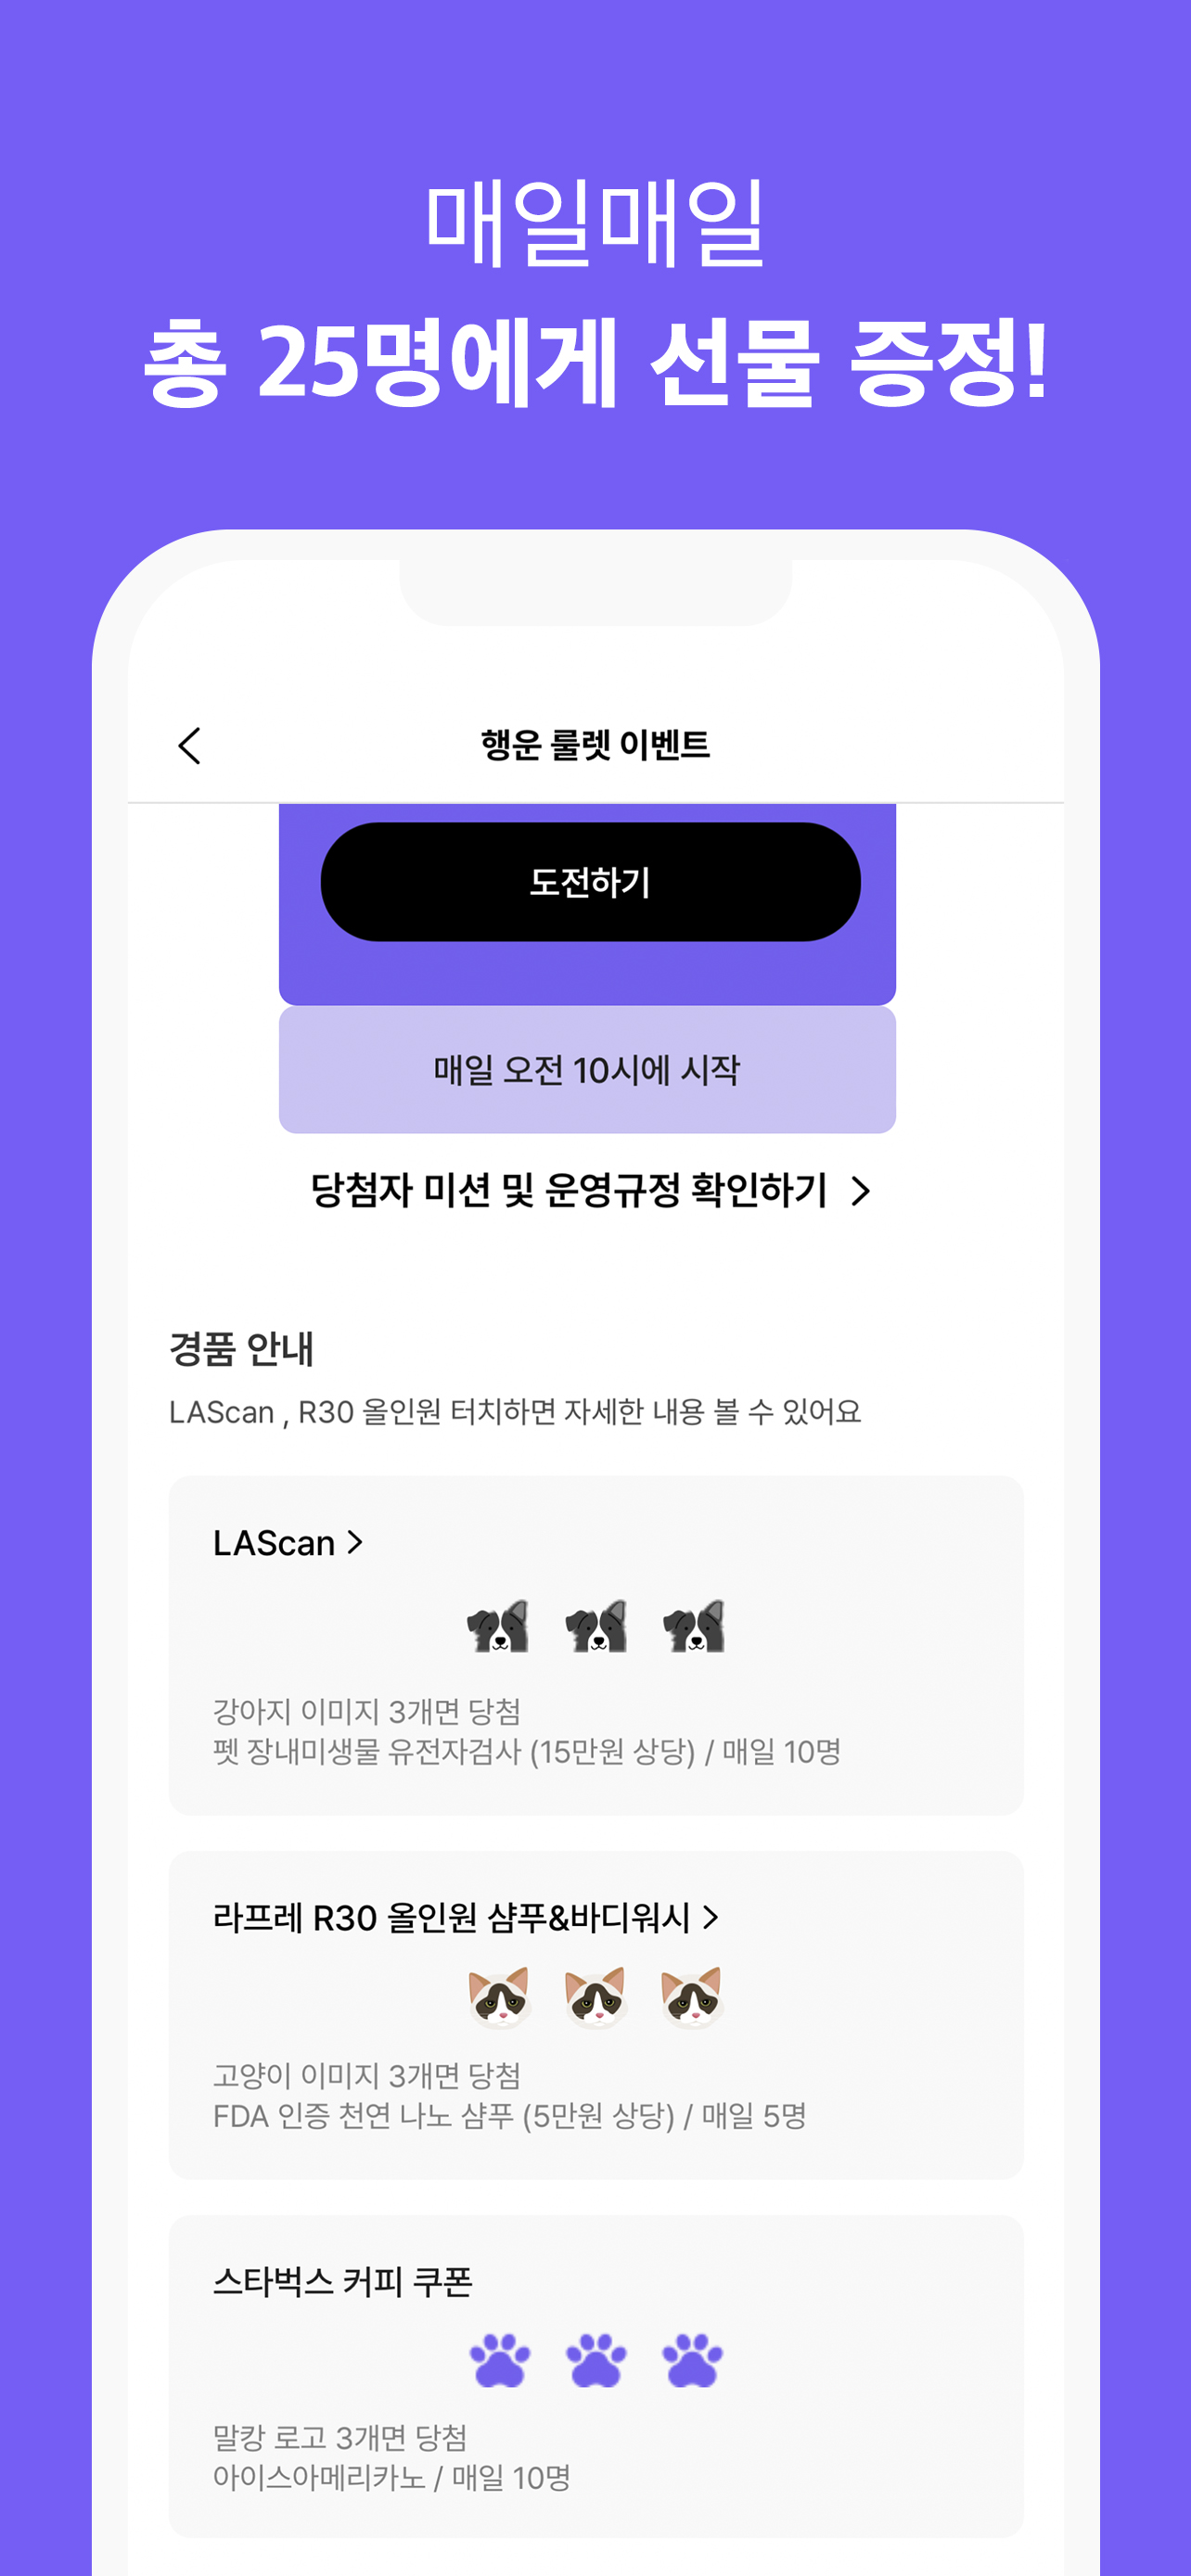 매일매일
총 25명에게 선물 증정!
행운 룰렛 이벤트
도전하기
매일 오전 10시에 시작
당첨자 미션 및 운영규정 확인하기 >
경품 안내
LAScan , R30 올인원 터치하면 자세한 내용 볼 수 있어요
LAScan >
강아지 이미지 3개면 당첨
펫 장내미생물 유전자검사 (15만원 상당) / 매일 10명
라프레 R30 올인원 샴푸&바디워시 >
고양이 이미지 3개면 당첨
FDA 인증 천연 나노 샴푸 (5만원 상당) / 매일 5명
스타벅스 커피 쿠폰
말캉 로고 3개면 당첨
아이스아메리카노 / 매일 10명